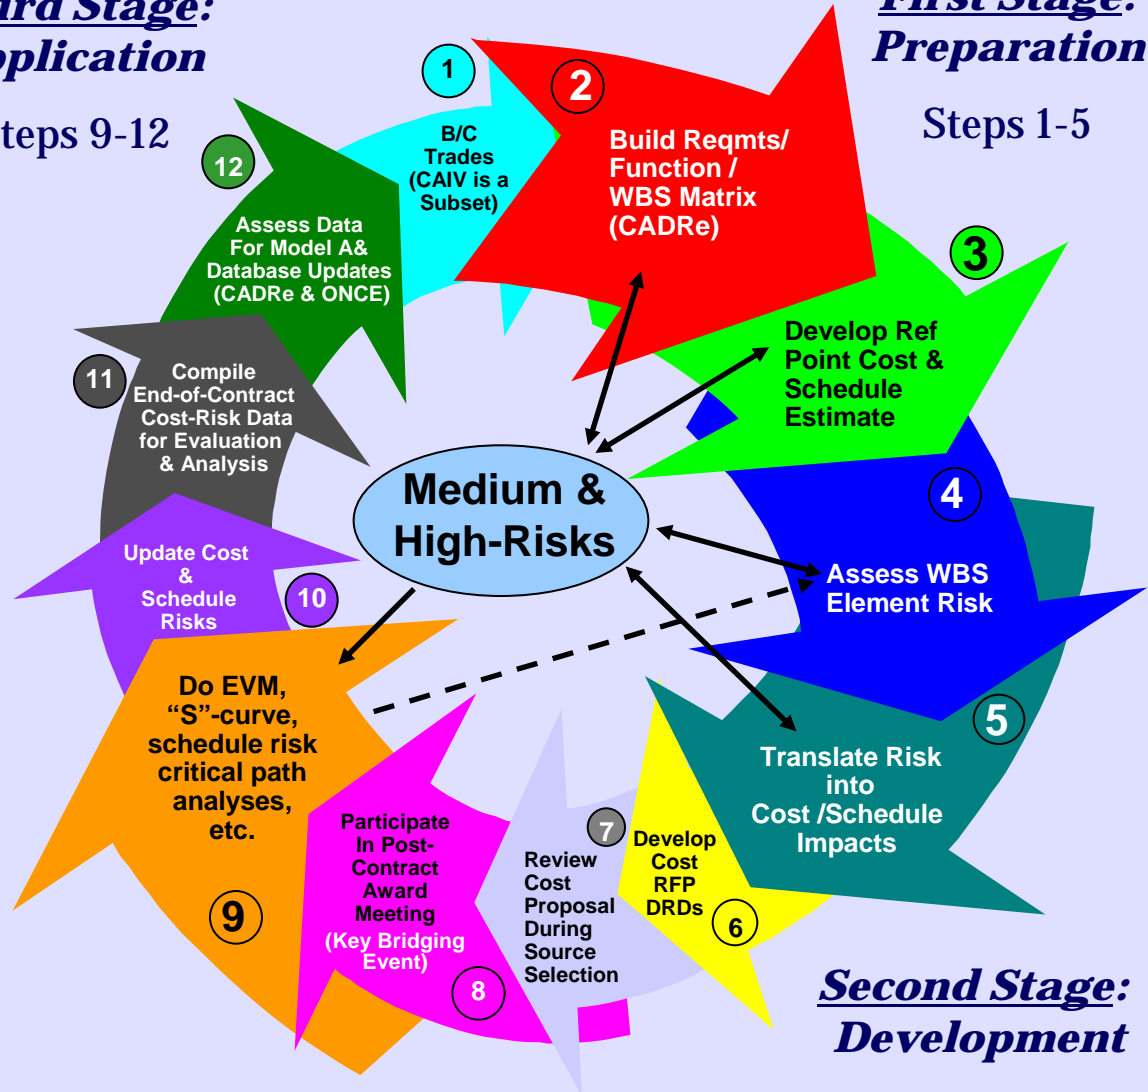 ird Stage:
pplication
teps 9-12
First Stage:
Preparation
Steps 1-5
1
B/C
Trades
(CAIV is a
Subset)
2
Build Reqmts/
Function /
WBS Matrix
(CADRe)
3
Develop Ref
Point Cost &
Schedule
Estimate
4
Assess WBS
Element Risk
5
Translate Risk
into
Cost /Schedule
Impacts
6
Develop
Cost
RFP
DRDs
7
Review
Cost
Proposal
During
Source
Selection
8
Participate
In Post-
Contract
Award
Meeting
(Key Bridging
Event)
9
Do EVM,
“S”-curve,
schedule risk
critical path
analyses,
etc.
10
Update Cost
&
Schedule
Risks
11
Compile
End-of-Contract
Cost-Risk Data
for Evaluation
& Analysis
12
Assess Data
For Model A&
Database Updates
(CADRe & ONCE)
Medium &
High-Risks
Second Stage:
Development